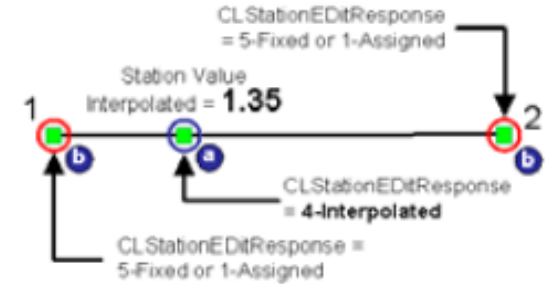 CLStationEDitResponse
= 5-Fixed or 1-Assigned
Station Value
Interpolated = 1.35
1
2
b
a
b
CLStationEDitResponse
= 4-Interpolated
CLStationEDitResponse =
5-Fixed or 1-Assigned